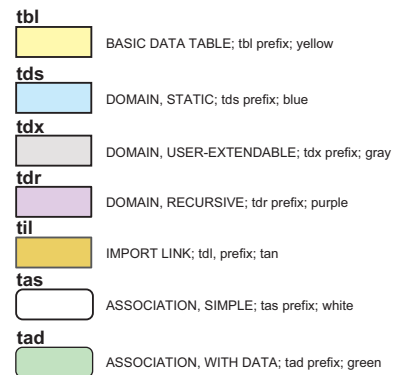 tbl
BASIC DATA TABLE; tbl prefix; yellow
tds
DOMAIN, STATIC; tds prefix; blue
tdx
DOMAIN, USER-EXTENDABLE; tdx prefix; gray
tdr
DOMAIN, RECURSIVE; tdr prefix; purple
til
IMPORT LINK; tdl, prefix; tan
tas
ASSOCIATION, SIMPLE; tas prefix; white
tad
ASSOCIATION, WITH DATA; tad prefix; green